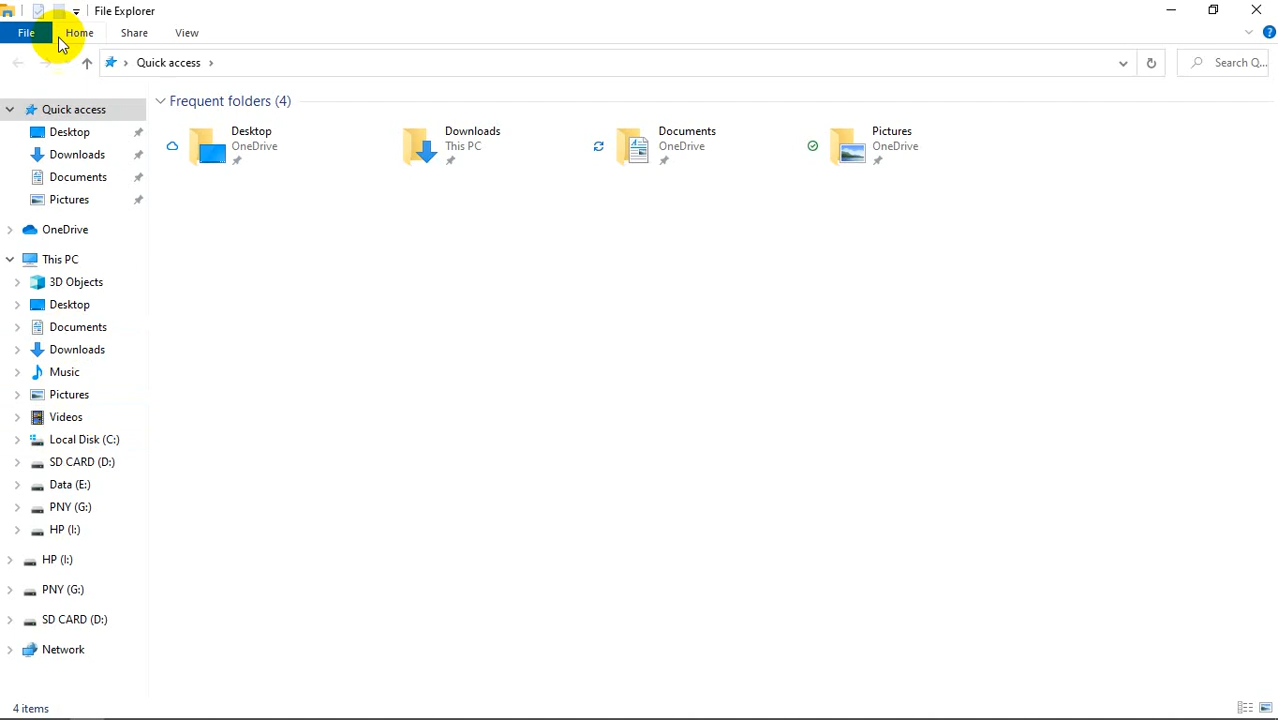 File Explorer
File Home Share View
Quick access
Search Q...
Quick access
Desktop
Downloads
Documents
Pictures
OneDrive
This PC
3D Objects
Desktop
Documents
Downloads
Music
Pictures
Videos
Local Disk (C:)
SD CARD (D:)
Data (E:)
PNY (G:)
HP (I:)
HP (I:)
PNY (G:)
SD CARD (D:)
Network
Frequent folders (4)
Desktop
OneDrive
Downloads
This PC
Documents
OneDrive
Pictures
OneDrive
4 items